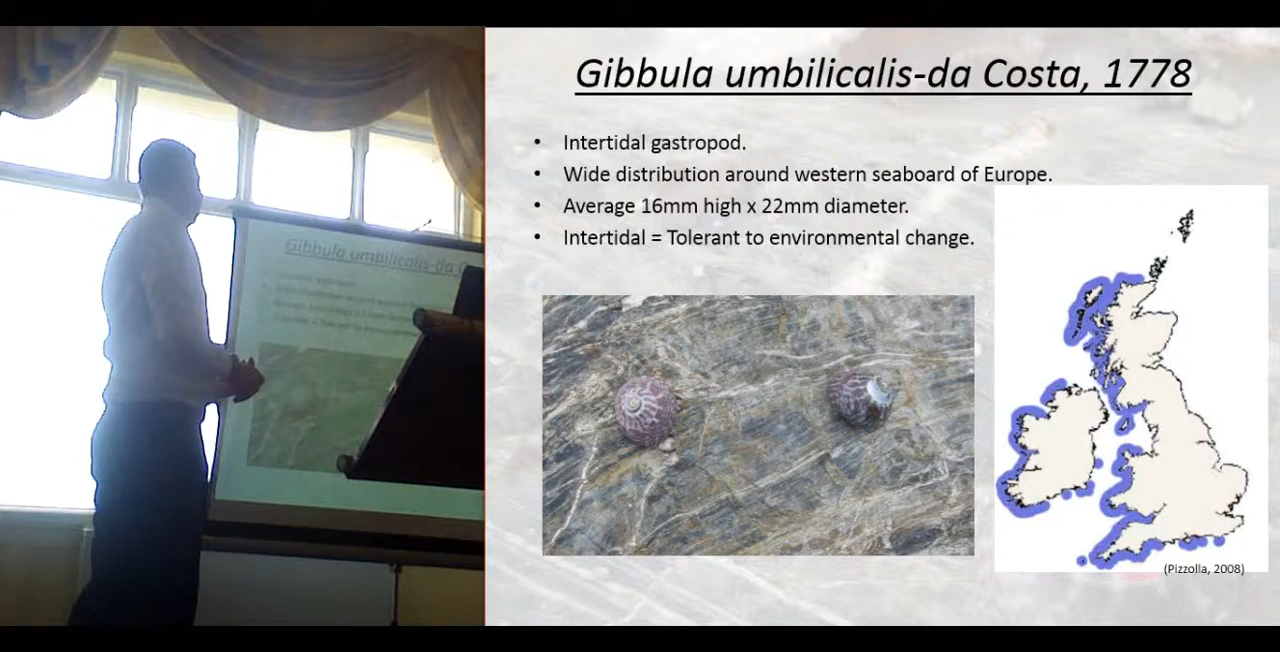 Gibbula umbilicalis-da Costa, 1778
• Intertidal gastropod.
• Wide distribution around western seaboard of Europe.
• Average 16mm high x 22mm diameter.
• Intertidal = Tolerant to environmental change.
(Pizzolla, 2008)
Gibbula umbilicalis-da C